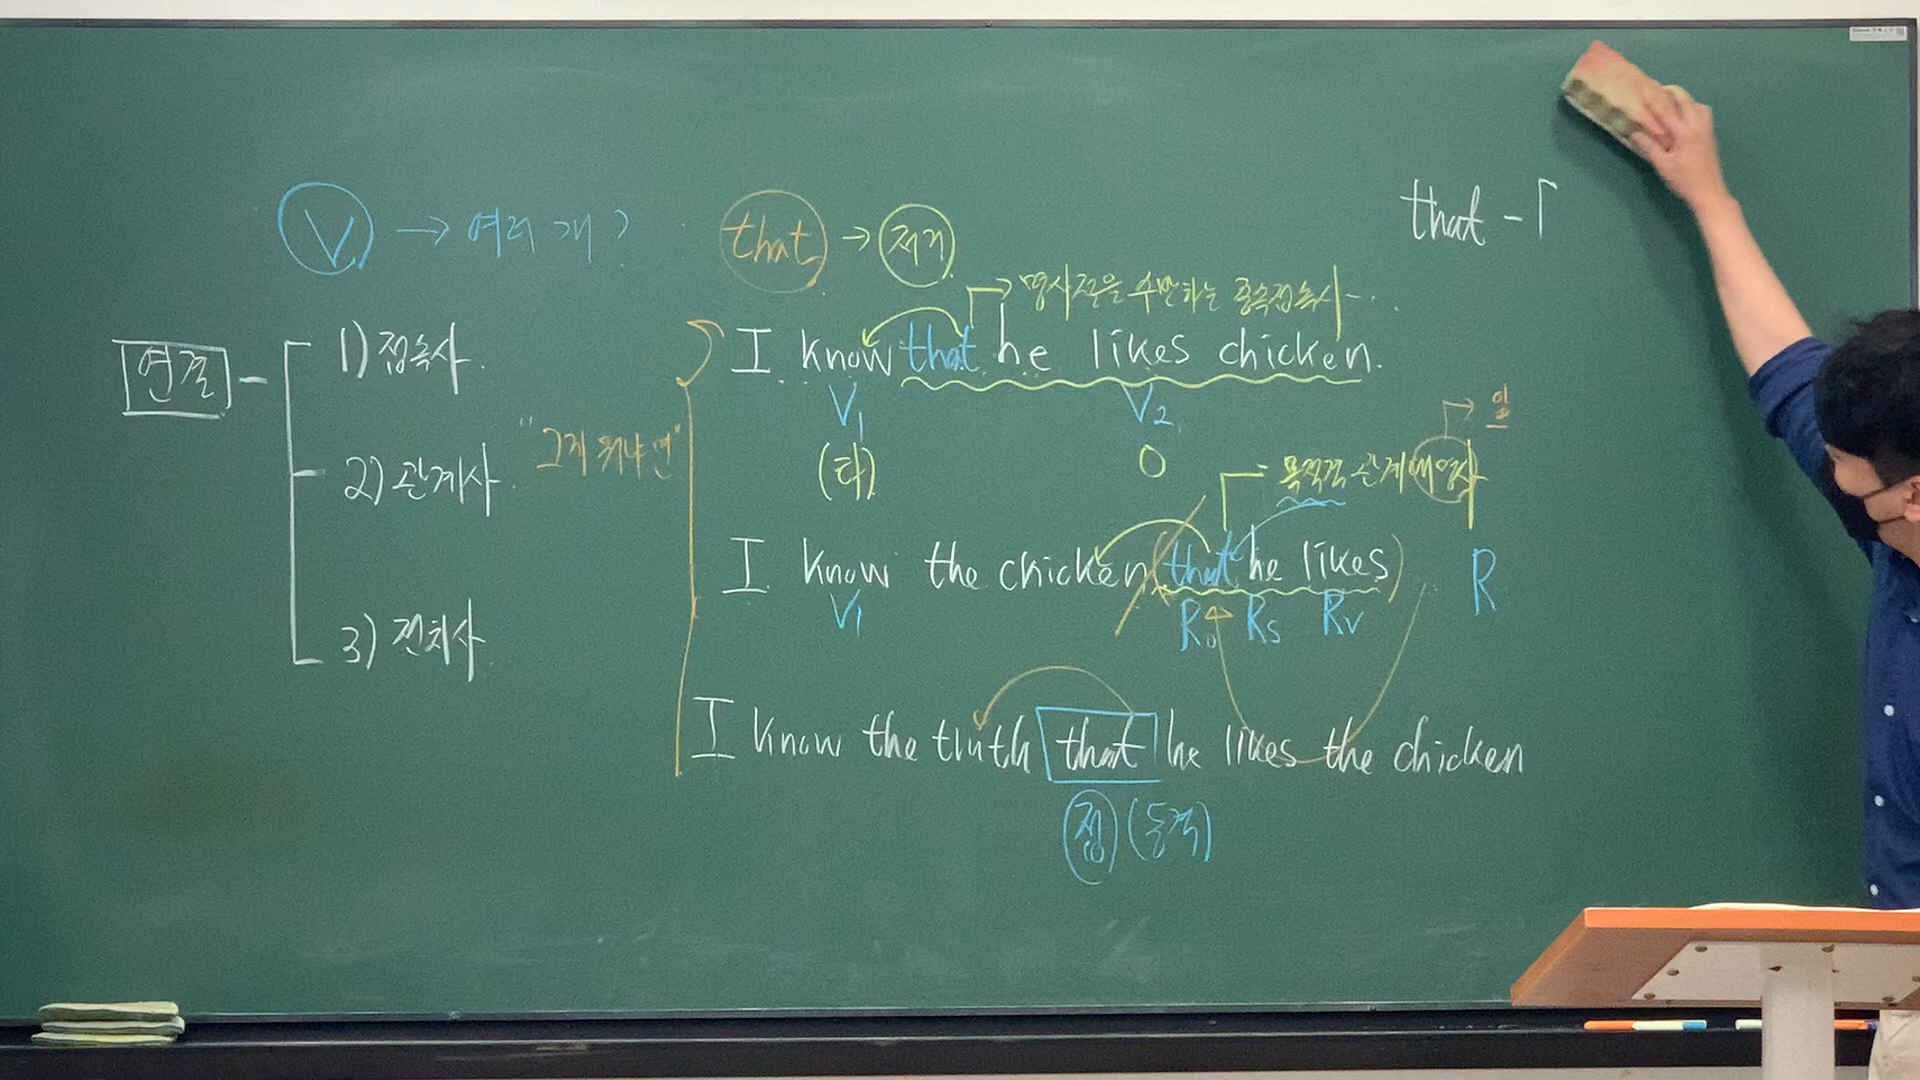 V → 여러 개?
that → 저거
that -
명사절을 수반하는 종속접속사
연결
1) 접속사
2) 관계사
3) 전치사
"그게 뭐냐면"
I know that he likes chicken.
V1 V2
(타) O
목적격 관계대명사
I know the chicken (that he likes)
V1 Ro Rs Rv R
I know the truth that he likes the chicken
접 (동격)